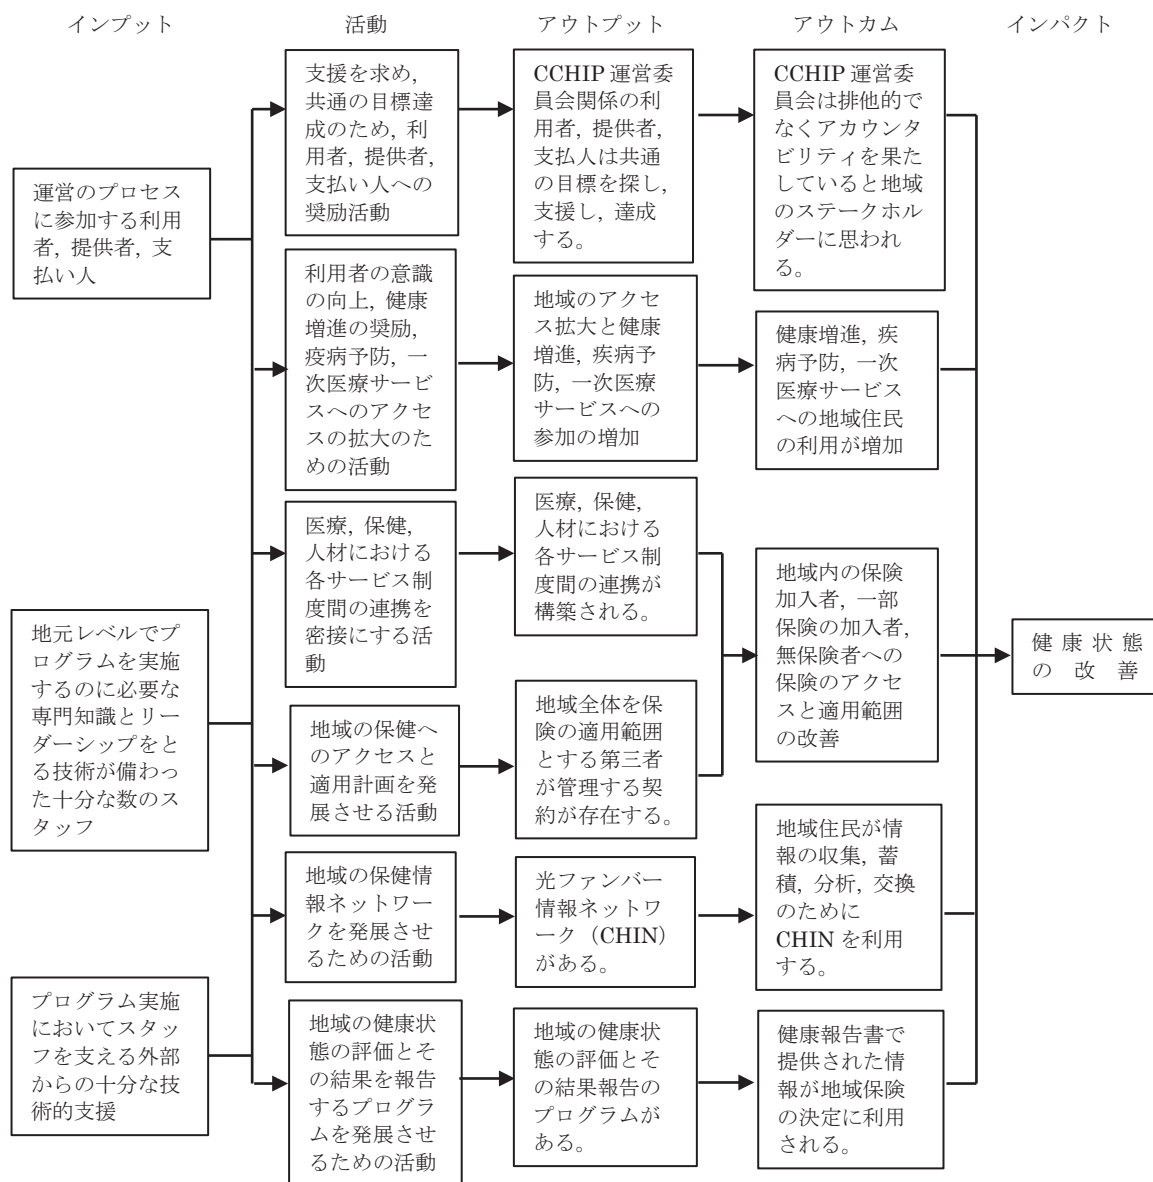 インプット
活動
アウトプット
アウトカム
インパクト
運営のプロセス
に参加する利用
者, 提供者, 支
払い人
地元レベルでプ
ログラムを実施
するのに必要な
専門知識とリー
ダーシップをと
る技術が備わっ
た十分な数のス
タッフ
プログラム実施
においてスタッ
フを支える外部
からの十分な技
術的支援
支援を求め,
共通の目標達
成のため, 利
用者, 提供者,
支払い人への
奨励活動
利用者の意識
の向上, 健康
増進の奨励,
疫病予防, 一
次医療サービ
スへのアクセ
スの拡大のた
めの活動
医療, 保健,
人材における
各サービス制
度間の連携を
密接にする活
動
地域の保健へ
のアクセスと
適用計画を発
展させる活動
地域の保健情
報ネットワー
クを発展させ
るための活動
地域の健康状
態の評価とそ
の結果を報告
するプログラ
ムを発展させ
るための活動
CCHIP 運営委
員会関係の利
用者, 提供者,
支払人は共通
の目標を探し,
支援し, 達成
する。
地域のアクセ
ス拡大と健康
増進, 疾病予
防, 一次医療
サービスへの
参加の増加
医療, 保健,
人材における
各サービス制
度間の連携が
構築される。
地域全体を保
険の適用範囲
とする第三者
が管理する契
約が存在する。
光ファンバー
情報ネットワ
ーク（CHIN）
がある。
地域の健康状
態の評価とそ
の結果報告の
プログラムが
ある。
CCHIP 運営委
員会は排他的で
なくアカウンタ
ビリティを果た
していると地域
のステークホル
ダーに思われ
る。
健康増進, 疾
病予防, 一次
医療サービス
への地域住民
の利用が増加
地域内の保険
加入者, 一部
保険の加入者,
無保険者への
保険のアクセ
スと適用範囲
の改善
地域住民が情
報の収集, 蓄
積, 分析, 交換
のために
CHIN を利用
する。
健康報告書で
提供された情
報が地域保険
の決定に利用
される。
健康状態
の改善